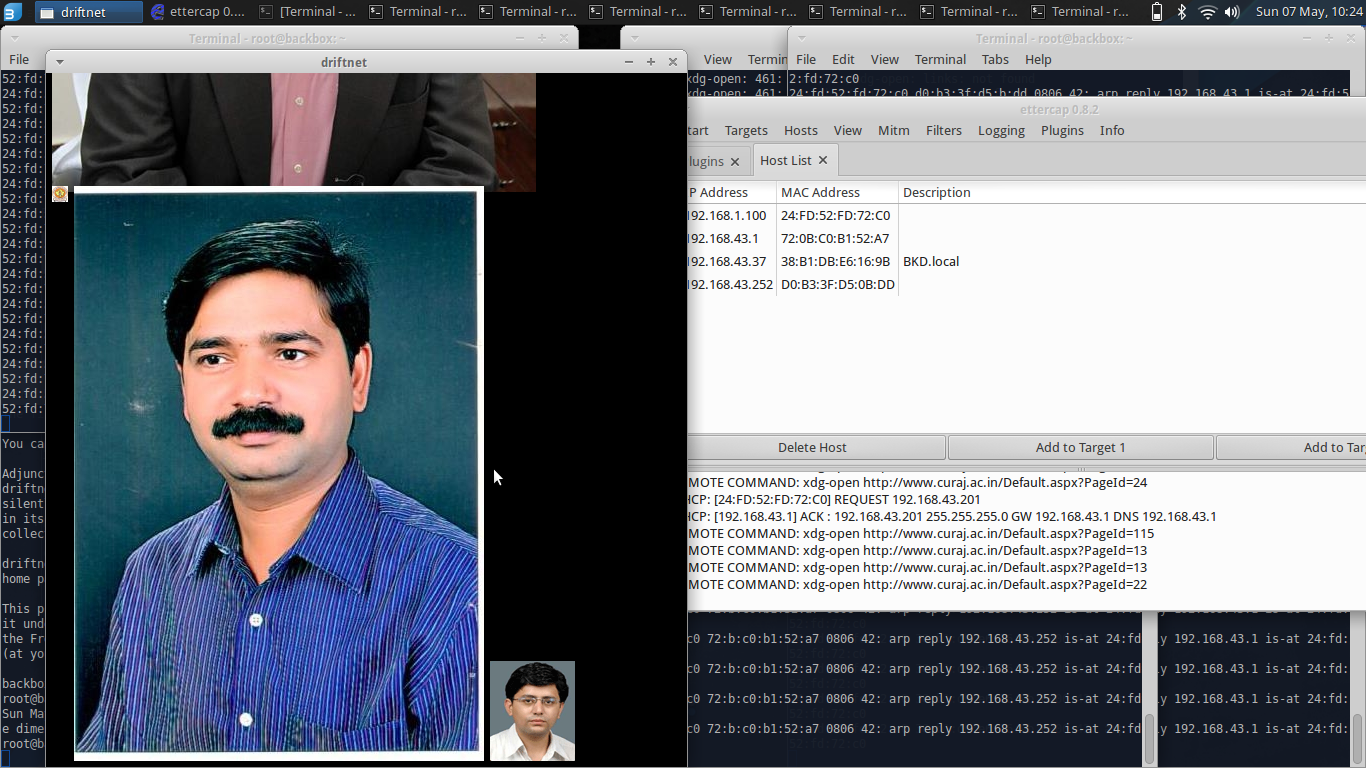 driftnet
ettercap 0....
[Terminal - ...
Terminal - r...
Terminal - r...
Terminal - r...
Terminal - r...
Terminal - r...
Terminal - r...
Terminal - r...
Sun 07 May, 10:24
Terminal - root@backbox: ~
Terminal - root@backbox: ~
File
View
Termin
File Edit View Terminal Tabs Help
driftnet
52:fd:
24:fd:
52:fd:
24:fd:
52:fd:
24:fd:
52:fd:
24:fd:
52:fd:
24:fd:
52:fd:
24:fd:
52:fd:
24:fd:
52:fd:
24:fd:
52:fd:
24:fd:
52:fd:
24:fd:
52:fd:
24:fd:
52:fd:
xdg-open: 461:
xdg-open: 461:
2:fd:72:c0
24:fd:52:fd:72:c0 d0:b3:3f:d5:b:dd 0806 42: arp reply 192.168.43.1 is-at 24:fd:5
ettercap 0.8.2
tart Targets Hosts View Mitm Filters Logging Plugins Info
lugins
Host List
P Address MAC Address Description
192.168.1.100 24:FD:52:FD:72:C0
192.168.43.1 72:0B:C0:B1:52:A7
192.168.43.37 38:B1:DB:E6:16:9B BKD.local
192.168.43.252 D0:B3:3F:D5:0B:DD
Delete Host
Add to Target 1
Add to Tar
MOTE COMMAND: xdg-open http://www.curaj.ac.in/Default.aspx?PageId=24
HCP: [24:FD:52:FD:72:C0] REQUEST 192.168.43.201
HCP: [192.168.43.1] ACK : 192.168.43.201 255.255.255.0 GW 192.168.43.1 DNS 192.168.43.1
MOTE COMMAND: xdg-open http://www.curaj.ac.in/Default.aspx?PageId=115
MOTE COMMAND: xdg-open http://www.curaj.ac.in/Default.aspx?PageId=13
MOTE COMMAND: xdg-open http://www.curaj.ac.in/Default.aspx?PageId=13
MOTE COMMAND: xdg-open http://www.curaj.ac.in/Default.aspx?PageId=22
You ca
Adjunc
driftn
silent
in its
collec
driftn
home p
This p
it und
the Fr
(at yo
backbo
root@b
Sun Ma
e dime
root@b
c0 72:b:c0:b1:52:a7 0806 42: arp reply 192.168.43.252 is-at 24:fd
c0 72:b:c0:b1:52:a7 0806 42: arp reply 192.168.43.252 is-at 24:fd
c0 72:b:c0:b1:52:a7 0806 42: arp reply 192.168.43.252 is-at 24:fd
c0 72:b:c0:b1:52:a7 0806 42: arp reply 192.168.43.252 is-at 24:fd
ly 192.168.43.1 is-at 24:fd:
ly 192.168.43.1 is-at 24:fd:
ly 192.168.43.1 is-at 24:fd:
ly 192.168.43.1 is-at 24:fd: